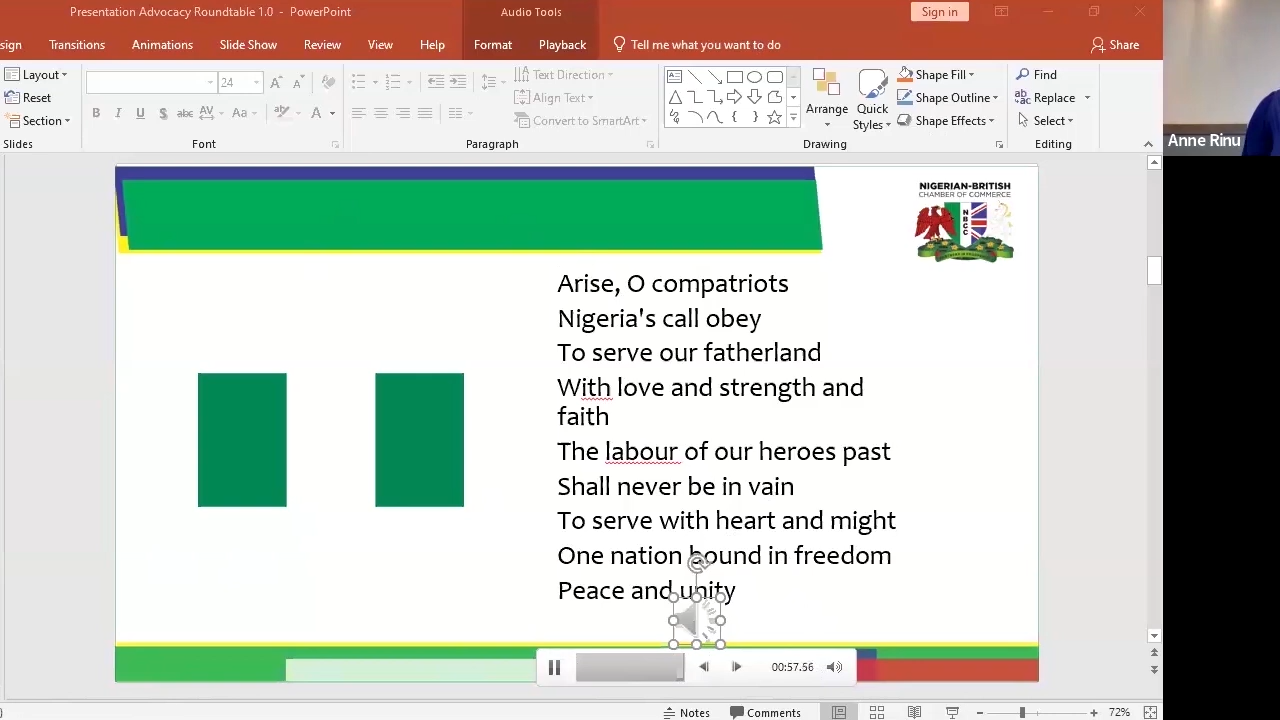 Presentation Advocacy Roundtable 1.0 - PowerPoint
Audio Tools
Sign in
sign
Transitions
Animations
Slide Show
Review
View
Help
Format
Playback
Tell me what you want to do
Share
Layout
Reset
Section
Slides
24
Font
Text Direction
Align Text
Convert to SmartArt
Paragraph
Arrange
Quick
Styles
Shape Fill
Shape Outline
Shape Effects
Drawing
Find
Replace
Select
Editing
Anne Rinu
NIGERIAN-BRITISH
CHAMBER OF COMMERCE
NBCC
Arise, O compatriots
Nigeria's call obey
To serve our fatherland
With love and strength and
faith
The labour of our heroes past
Shall never be in vain
To serve with heart and might
One nation bound in freedom
Peace and unity
00:57.56
Notes
Comments
72%